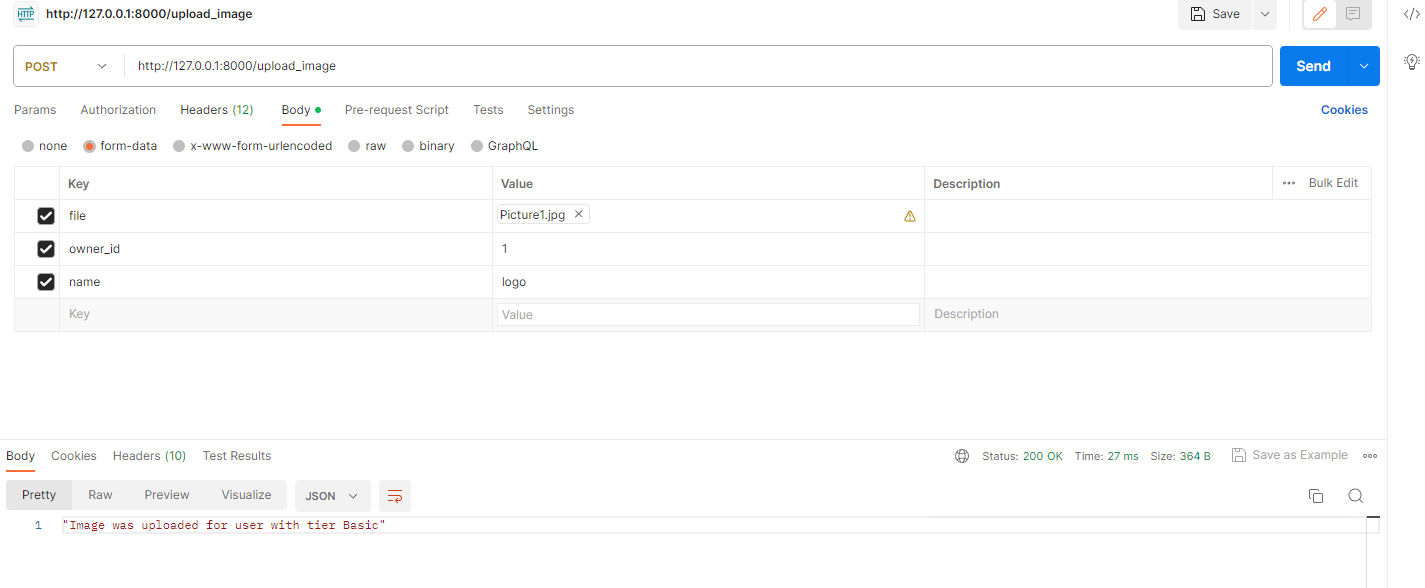 HTTP http://127.0.0.1:8000/upload_image Save
POST http://127.0.0.1:8000/upload_image Send
Params Authorization Headers (12) Body Pre-request Script Tests Settings Cookies
none form-data x-www-form-urlencoded raw binary GraphQL
Key Value Description Bulk Edit
file Picture1.jpg
owner_id 1
name logo
Key Value Description
Body Cookies Headers (10) Test Results Status: 200 OK Time: 27 ms Size: 364 B Save as Example
Pretty Raw Preview Visualize JSON
1 "Image was uploaded for user with tier Basic"